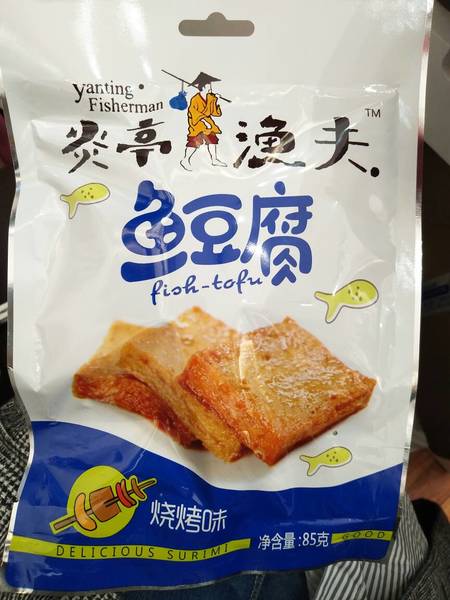 yanting·
Fisherman
炎亭渔夫
TM
鱼豆腐
fish-tofu
烧烤味
净含量:85克
DELICIOUS SURIMI
GOOD